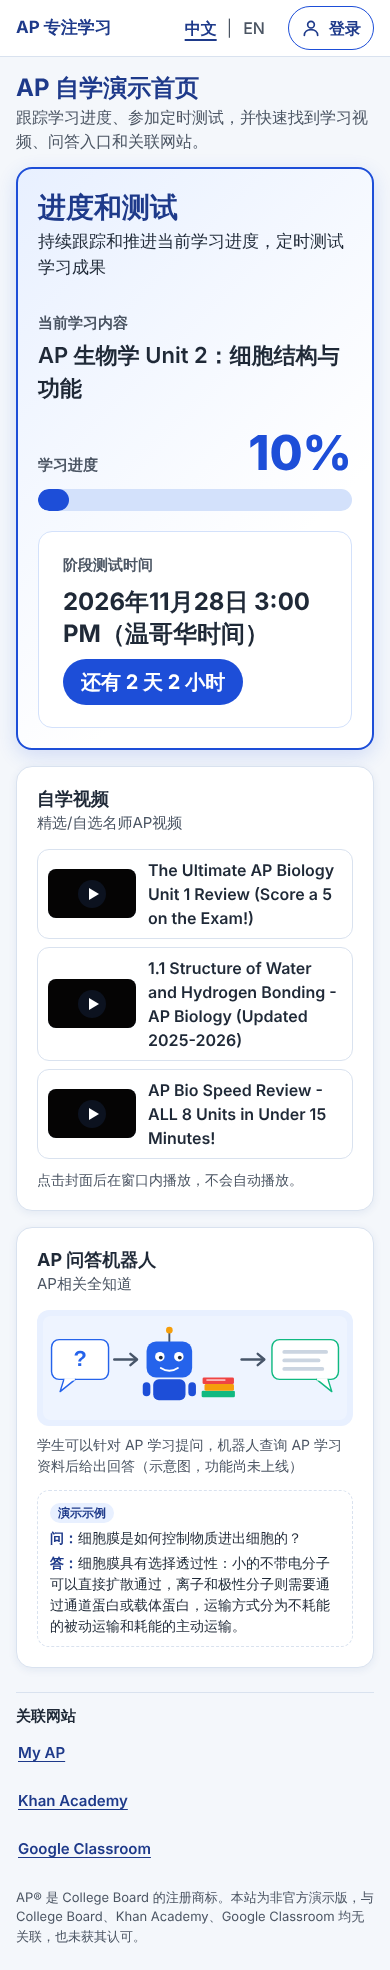 AP 专注学习
中文 | EN
登录
AP 自学演示首页
跟踪学习进度、参加定时测试，并快找到学习视
频、问答入口和关联网站。
进度和测试
持续跟踪和推进当前学习进度，定时测试
学习成果
当前学习内容
AP 生物学 Unit 2：细胞结构与
功能
学习进度
10%
阶段测试时间
2026年11月28日 3:00
PM（温哥华时间）
还有 2 天 2 小时
自学视频
精选/自选名师AP视频
The Ultimate AP Biology
Unit 1 Review (Score a 5
on the Exam!)
1.1 Structure of Water
and Hydrogen Bonding -
AP Biology (Updated
2025-2026)
AP Bio Speed Review -
ALL 8 Units in Under 15
Minutes!
点击封面后在窗口内播放，不会自动播放。
AP 问答机器人
AP相关全知道
?
学生可以针对 AP 学习提问，机器人查询 AP 学习
资料后给出回答（示意图，功能尚未上线）
演示示例
问：细胞膜是如何控制物质进出细胞的？
答：细胞膜具有选择透过性：小的不带电分子
可以直接扩散通过，离子和极性分子则需要通
过通道蛋白或载体蛋白，运输方式分为不耗能
的被动运输和耗能的主动运输。
关联网站
My AP
Khan Academy
Google Classroom
AP® 是 College Board 的注册商标。本站为非官方演示版，与
College Board、Khan Academy、Google Classroom 均无
关联，也未获其认可。